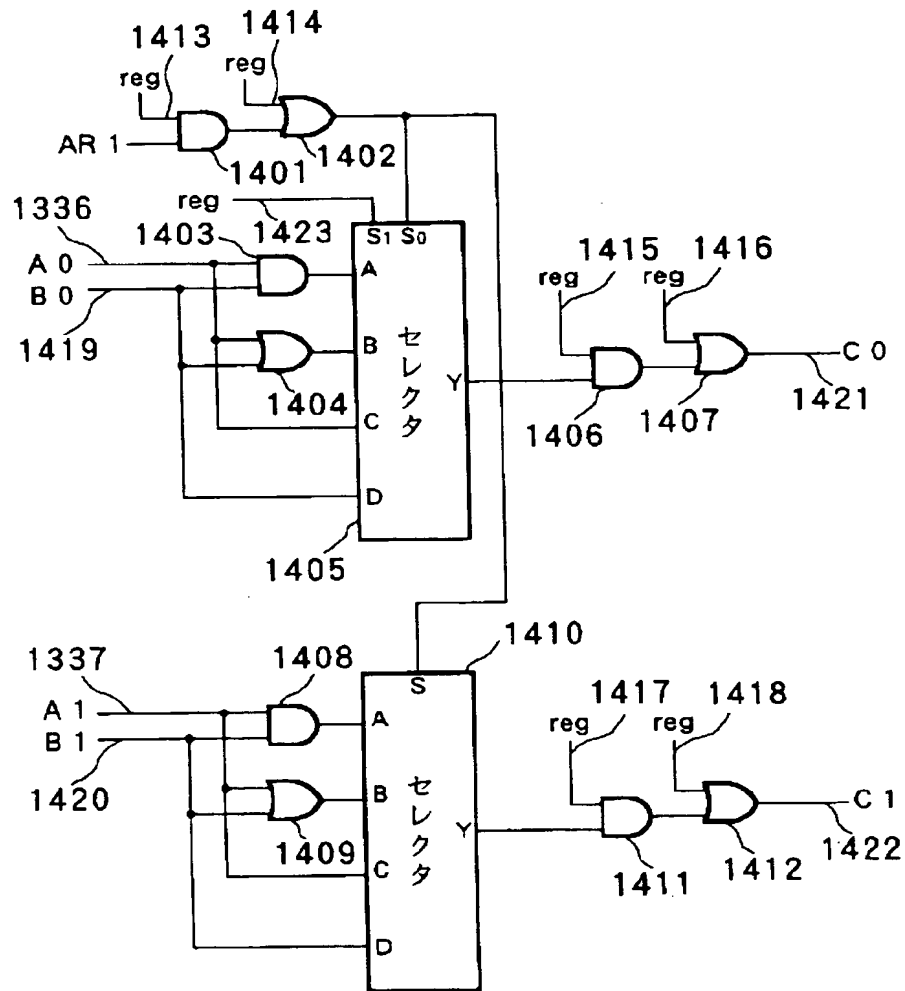 1413
1414
reg
reg
AR 1
1401
1402
1336
reg
1423
1403
S1 S0
A 0
B 0
1419
A
B
C
D
セレクタ
Y
1404
1405
1415
1416
reg
reg
C 0
1406
1407
1421
1410
1337
1408
S
A 1
B 1
1420
A
B
C
D
セレクタ
Y
1409
1417
1418
reg
reg
C 1
1411
1412
1422